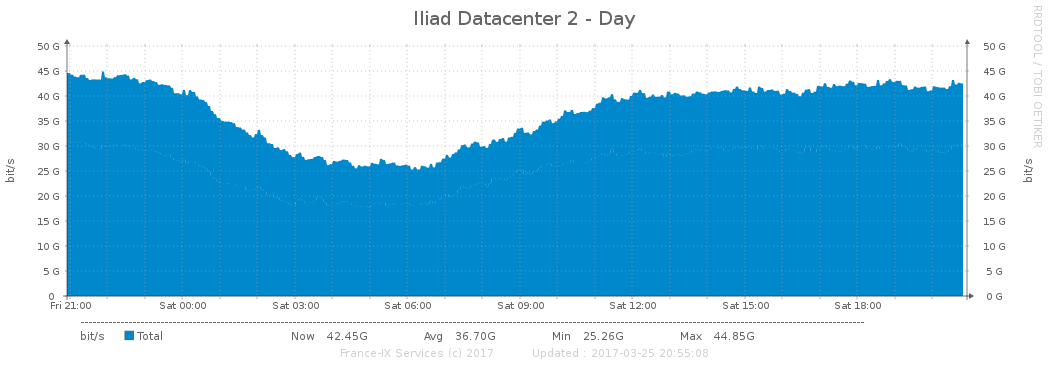 Iliad Datacenter 2 - Day
RRDTOOL / TOBI OETIKER
bit/s
50 G 50 G
45 G 45 G
40 G 40 G
35 G 35 G
30 G 30 G
25 G 25 G
20 G 20 G
15 G 15 G
10 G 10 G
5 G 5 G
0 0 G
bit/s
Fri 21:00 Sat 00:00 Sat 03:00 Sat 06:00 Sat 09:00 Sat 12:00 Sat 15:00 Sat 18:00
bit/s Total Now 42.45G Avg 36.70G Min 25.26G Max 44.85G
France-IX Services (c) 2017 Updated : 2017-03-25 20:55:08